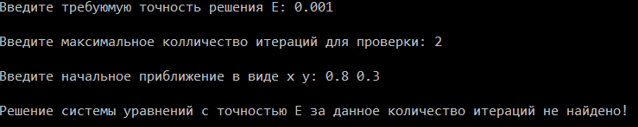 Введите требуюмую точность решения E: 0.001
Введите максимальное колличество итераций для проверки: 2
Введите начальное приближение в виде x y: 0.8 0.3
Решение системы уравнений с точностью E за данное количество итераций не найдено!